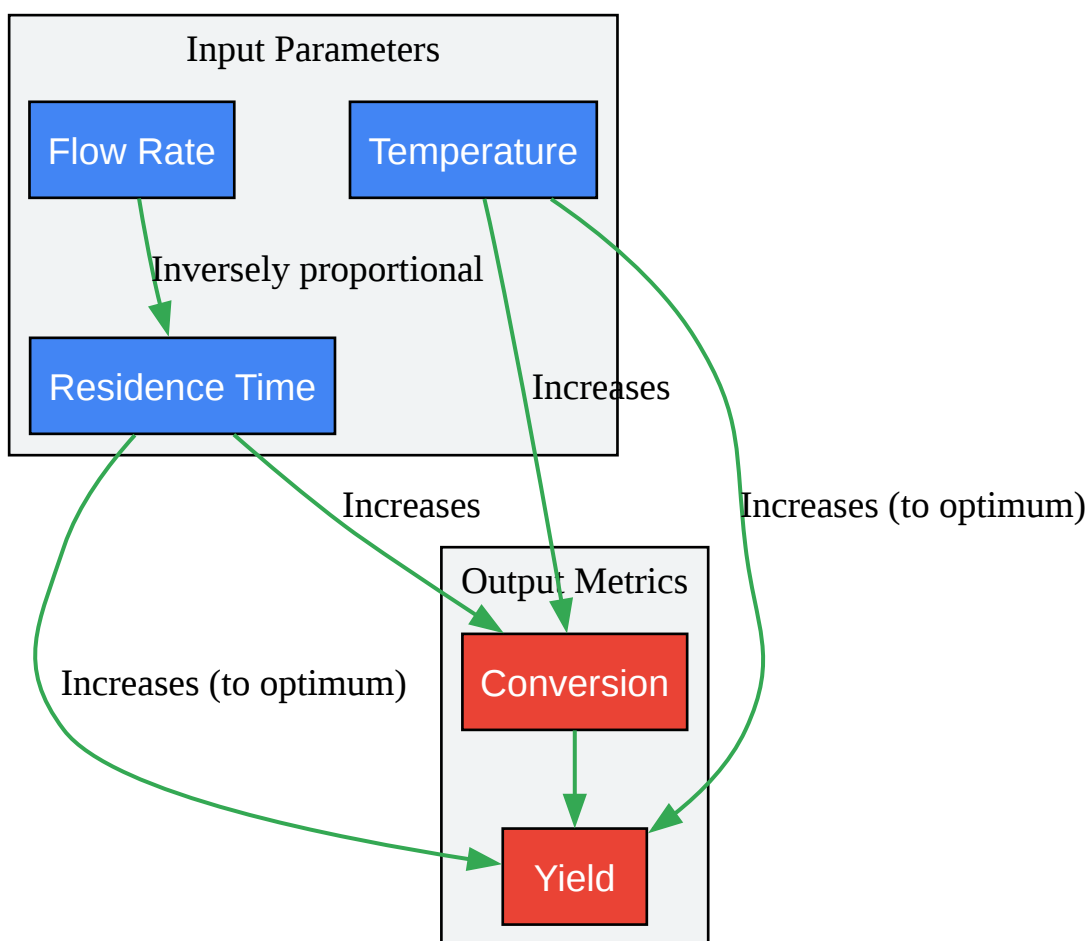 Input Parameters
Flow Rate
Temperature
Inversely proportional
Residence Time
Increases
Increases
Increases (to optimum)
Output Metrics
Conversion
Increases (to optimum)
Yield